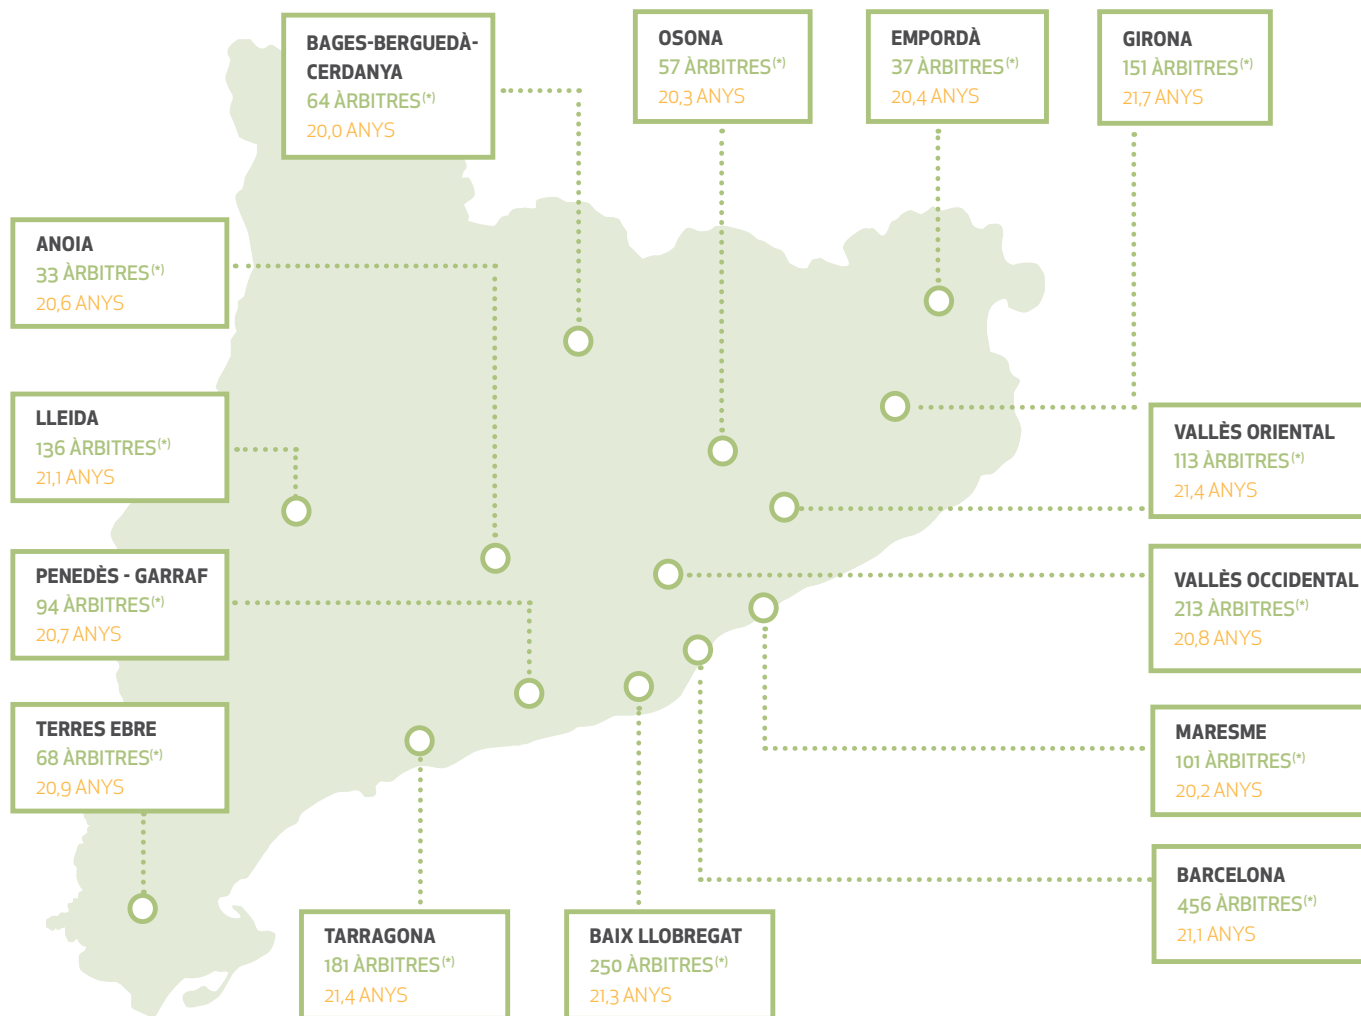 BAGES-BERGUEDÀ-
CERDANYA
64 ÀRBITRES(*)
20,0 ANYS
OSONA
57 ÀRBITRES(*)
20,3 ANYS
EMPORDÀ
37 ÀRBITRES(*)
20,4 ANYS
GIRONA
151 ÀRBITRES(*)
21,7 ANYS
ANOIA
33 ÀRBITRES(*)
20,6 ANYS
LLEIDA
136 ÀRBITRES(*)
21,1 ANYS
VALLÈS ORIENTAL
113 ÀRBITRES(*)
21,4 ANYS
PENEDÈS - GARRAF
94 ÀRBITRES(*)
20,7 ANYS
VALLÈS OCCIDENTAL
213 ÀRBITRES(*)
20,8 ANYS
TERRES EBRE
68 ÀRBITRES(*)
20,9 ANYS
MARESME
101 ÀRBITRES(*)
20,2 ANYS
BARCELONA
456 ÀRBITRES(*)
21,1 ANYS
TARRAGONA
181 ÀRBITRES(*)
21,4 ANYS
BAIX LLOBREGAT
250 ÀRBITRES(*)
21,3 ANYS